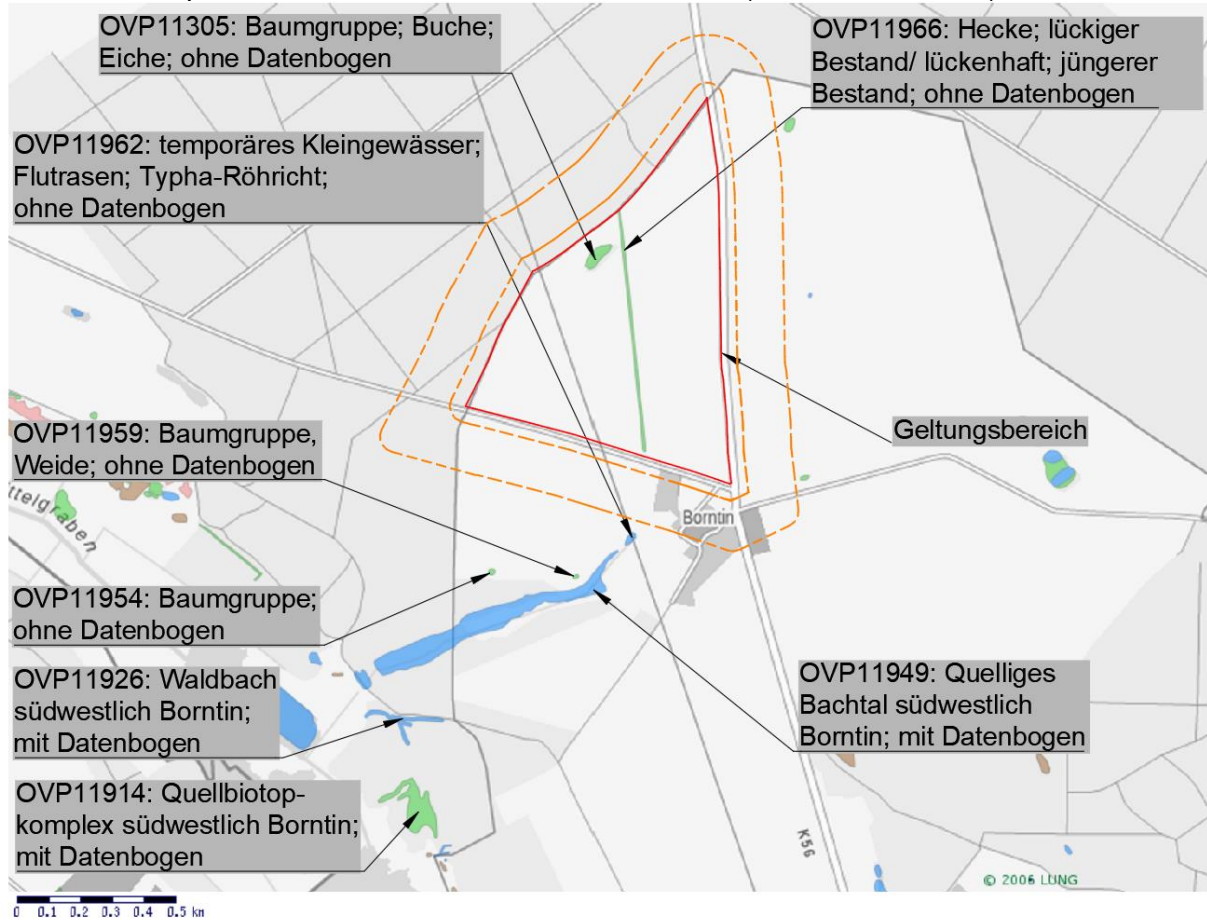 OVP11305: Baumgruppe; Buche;
Eiche; ohne Datenbogen
OVP11966: Hecke; lückiger
Bestand/ lückenhaft; jüngerer
Bestand; ohne Datenbogen
OVP11962: temporäres Kleingewässer;
Flutrasen; Typha-Röhricht;
ohne Datenbogen
OVP11959: Baumgruppe,
Weide; ohne Datenbogen
Geltungsbereich
ttelgraben
Borntin
OVP11954: Baumgruppe;
ohne Datenbogen
OVP11926: Waldbach
südwestlich Borntin;
mit Datenbogen
OVP11949: Quelliges
Bachtal südwestlich
Borntin; mit Datenbogen
OVP11914: Quellbiotop-
komplex südwestlich Borntin;
mit Datenbogen
K56
© 2006 LUNG
0 0.1 0.2 0.3 0.4 0.5 km